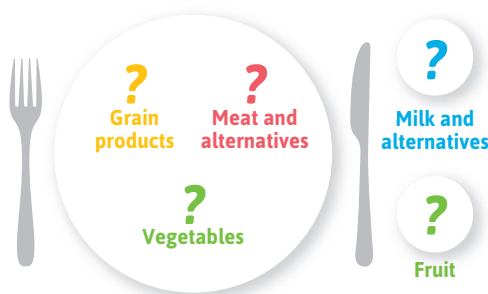 ?
Grain
products
?
Meat and
alternatives
?
Vegetables
?
Milk and
alternatives
?
Fruit